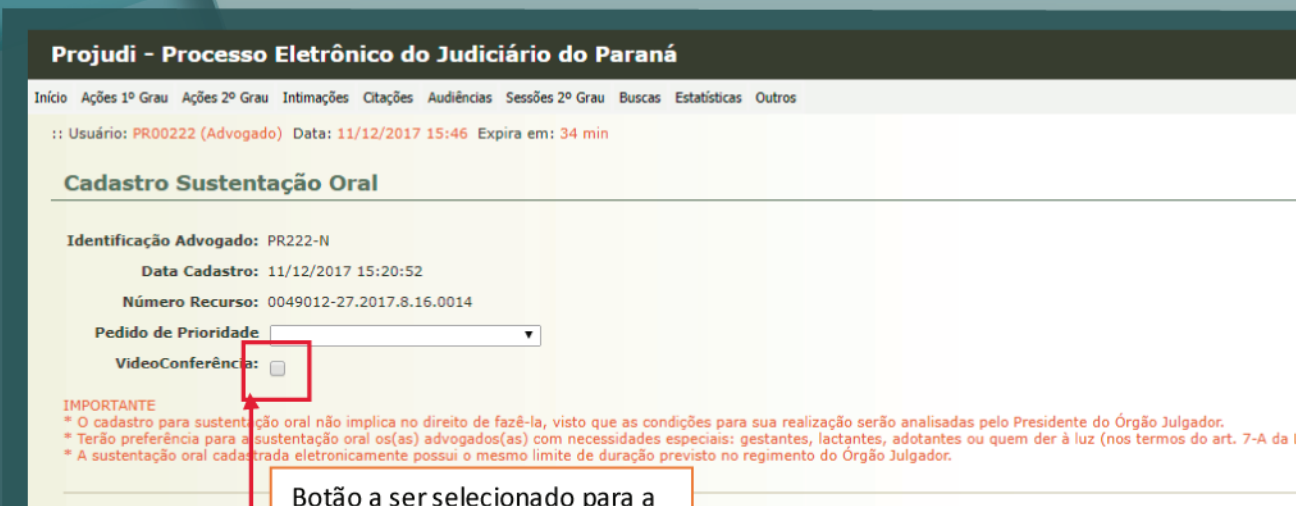 Projudi - Processo Eletrônico do Judiciário do Paraná
Início Ações 1º Grau Ações 2º Grau Intimações Citações Audiências Sessões 2º Grau Buscas Estatísticas Outros
:: Usuário: PR00222 (Advogado) Data: 11/12/2017 15:46 Expira em: 34 min
Cadastro Sustentação Oral
Identificação Advogado: PR222-N
Data Cadastro: 11/12/2017 15:20:52
Número Recurso: 0049012-27.2017.8.16.0014
Pedido de Prioridade
VideoConferência:
IMPORTANTE
* O cadastro para sustentação oral não implica no direito de fazê-la, visto que as condições para sua realização serão analisadas pelo Presidente do Órgão Julgador.
* Terão preferência para a sustentação oral os(as) advogados(as) com necessidades especiais: gestantes, lactantes, adotantes ou quem der à luz (nos termos do art. 7-A da
* A sustentação oral cadastrada eletronicamente possui o mesmo limite de duração previsto no regimento do Órgão Julgador.
Botão a ser selecionado para a